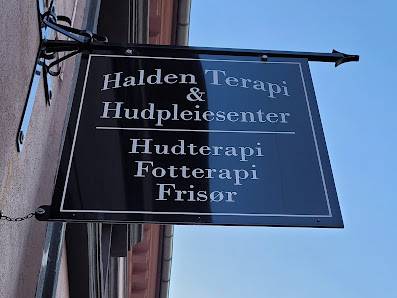 Halden Terapi
&
Hudpleiesenter
Hudterapi
Fotterapi
Frisør